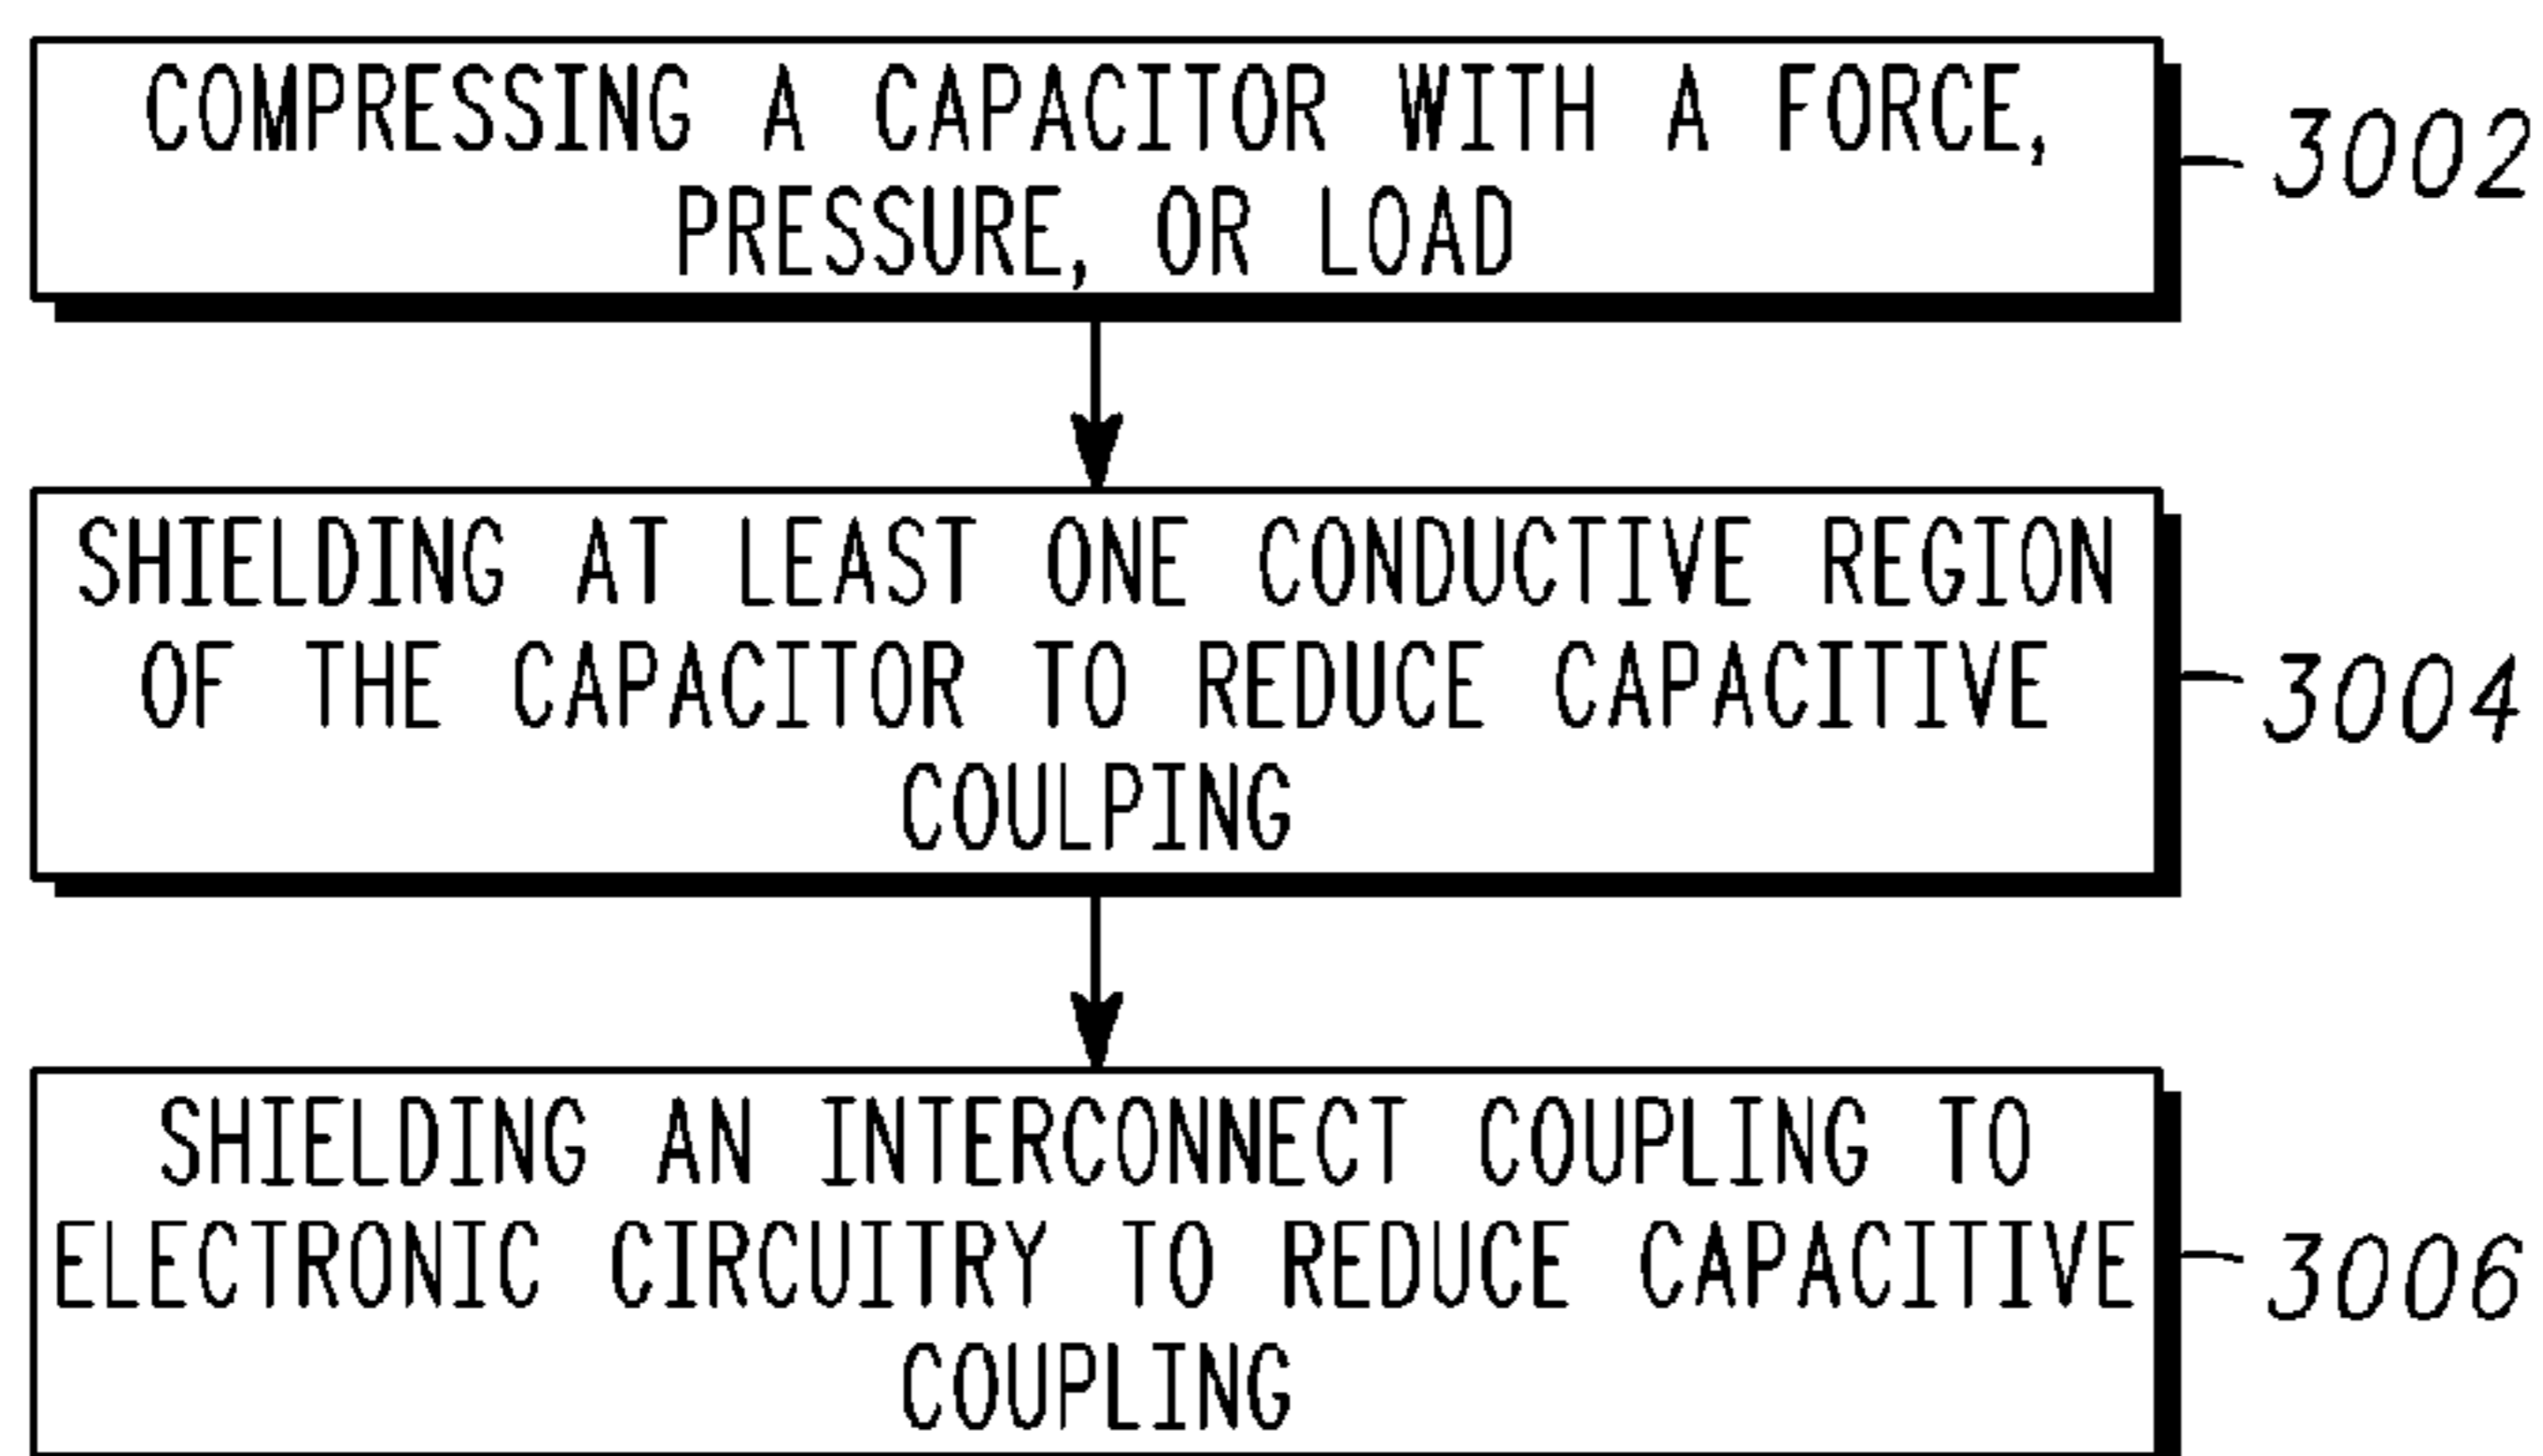 COMPRESSING A CAPACITOR WITH A FORCE,
PRESSURE, OR LOAD
3002
SHIELDING AT LEAST ONE CONDUCTIVE REGION
OF THE CAPACITOR TO REDUCE CAPACITIVE
COULPING
3004
SHIELDING AN INTERCONNECT COUPLING TO
ELECTRONIC CIRCUITRY TO REDUCE CAPACITIVE
COUPLING
3006